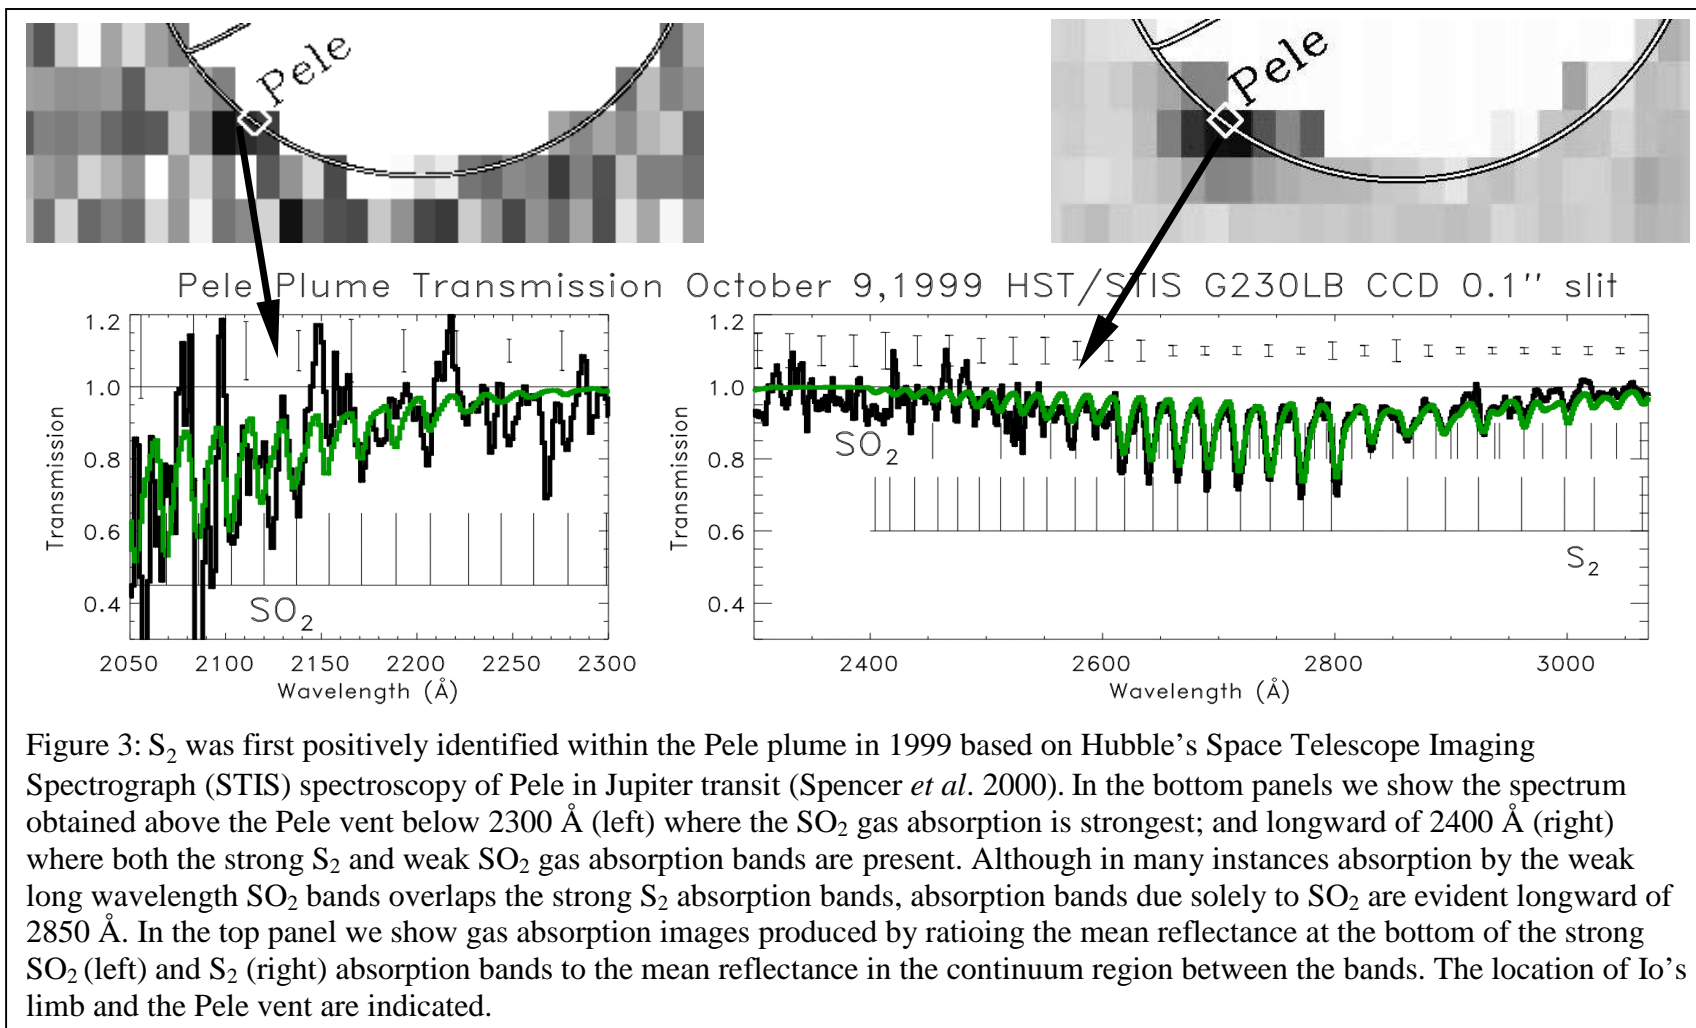 Pele
Pele
Pele Plume Transmission October 9,1999 HST/STIS G230LB CCD 0.1'' slit
1.2
1.0
0.8
0.6
0.4
Transmission
SO2
2050 2100 2150 2200 2250 2300
Wavelength (Å)
1.2
1.0
0.8
0.6
0.4
Transmission
SO2
S2
2400 2600 2800 3000
Wavelength (Å)
Figure 3: S2 was first positively identified within the Pele plume in 1999 based on Hubble’s Space Telescope Imaging
Spectrograph (STIS) spectroscopy of Pele in Jupiter transit (Spencer et al. 2000). In the bottom panels we show the spectrum
obtained above the Pele vent below 2300 Å (left) where the SO2 gas absorption is strongest; and longward of 2400 Å (right)
where both the strong S2 and weak SO2 gas absorption bands are present. Although in many instances absorption by the weak
long wavelength SO2 bands overlaps the strong S2 absorption bands, absorption bands due solely to SO2 are evident longward of
2850 Å. In the top panel we show gas absorption images produced by ratioing the mean reflectance at the bottom of the strong
SO2 (left) and S2 (right) absorption bands to the mean reflectance in the continuum region between the bands. The location of Io’s
limb and the Pele vent are indicated.